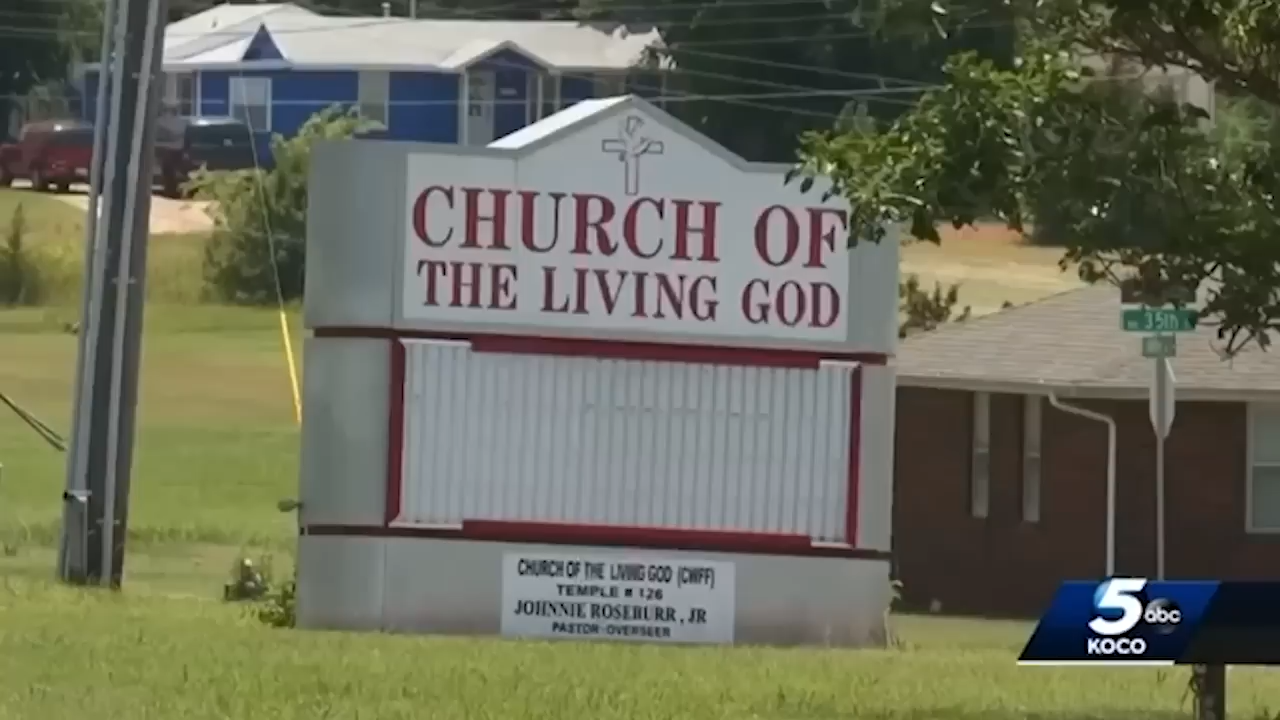 CHURCH OF
THE LIVING GOD
35th
CHURCH OF THE LIVING GOD (CWFF)
TEMPLE # 126
JOHNNIE ROSEBURR, JR
PASTOR-OVERSEER
5 abc
KOCO